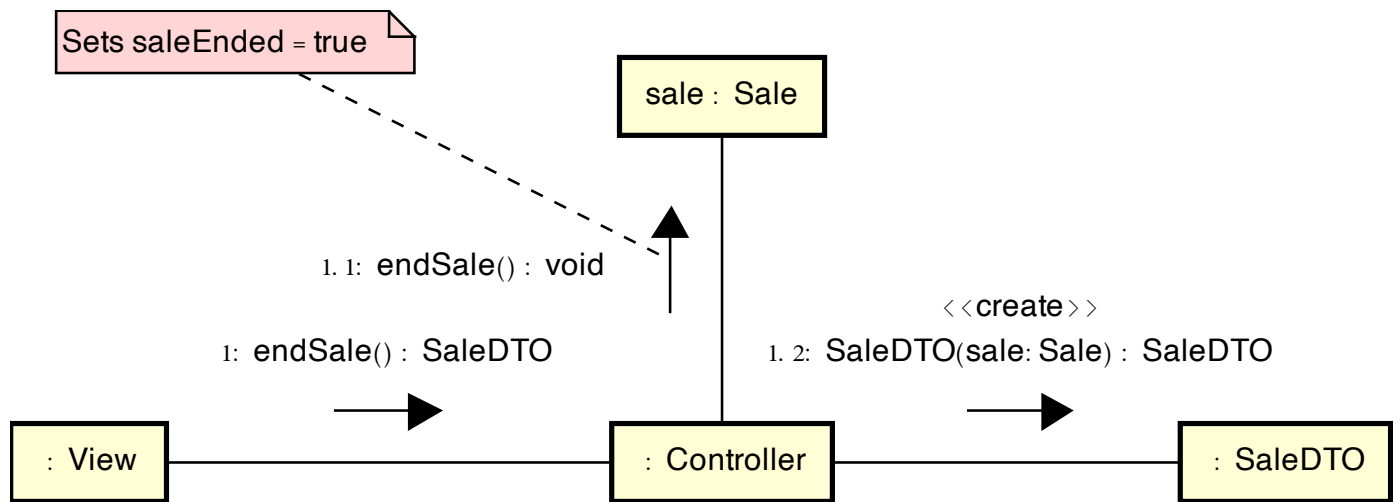 Sets saleEnded = true
sale : Sale
1. 1: endSale() : void
<<create>>
1: endSale() : SaleDTO
1. 2: SaleDTO(sale: Sale) : SaleDTO
: View
: Controller
: SaleDTO